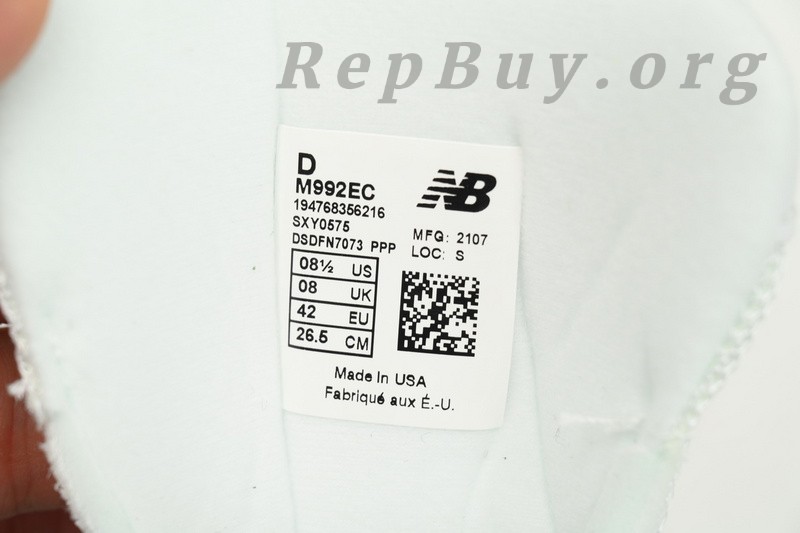 RepBuy.org
D
M992EC
194768356216
SXY0575
DSDFN7073 PPP
08½ US
08 UK
42 EU
26.5 CM
NB
MFG: 2107
LOC: S
Made In USA
Fabriqué aux É.-U.